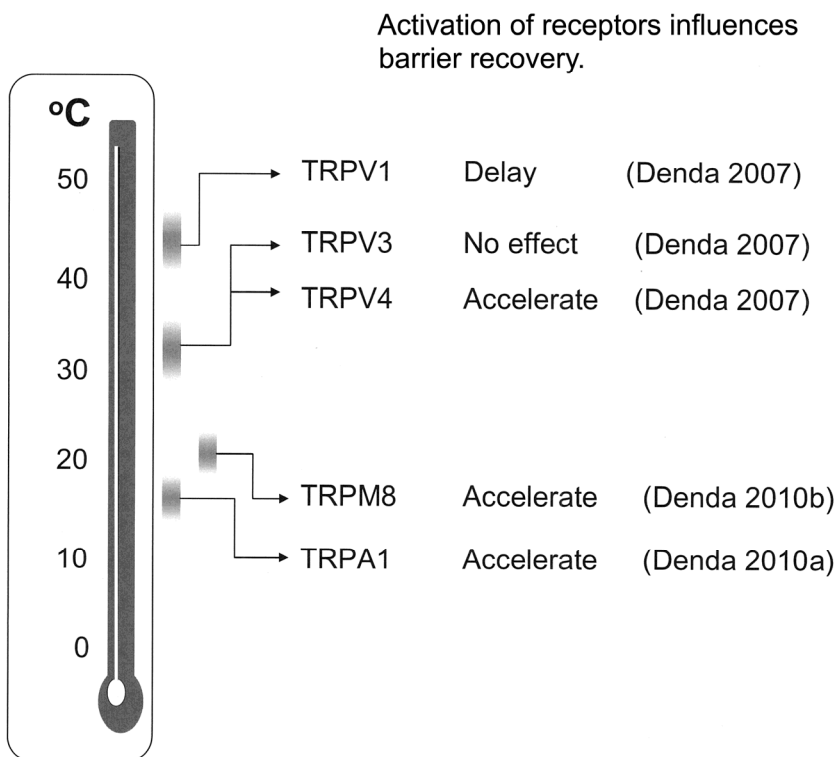 Activation of receptors influences
barrier recovery.
ºC
50
TRPV1 Delay (Denda 2007)
TRPV3 No effect (Denda 2007)
40
TRPV4 Accelerate (Denda 2007)
30
20
TRPM8 Accelerate (Denda 2010b)
10
TRPA1 Accelerate (Denda 2010a)
0